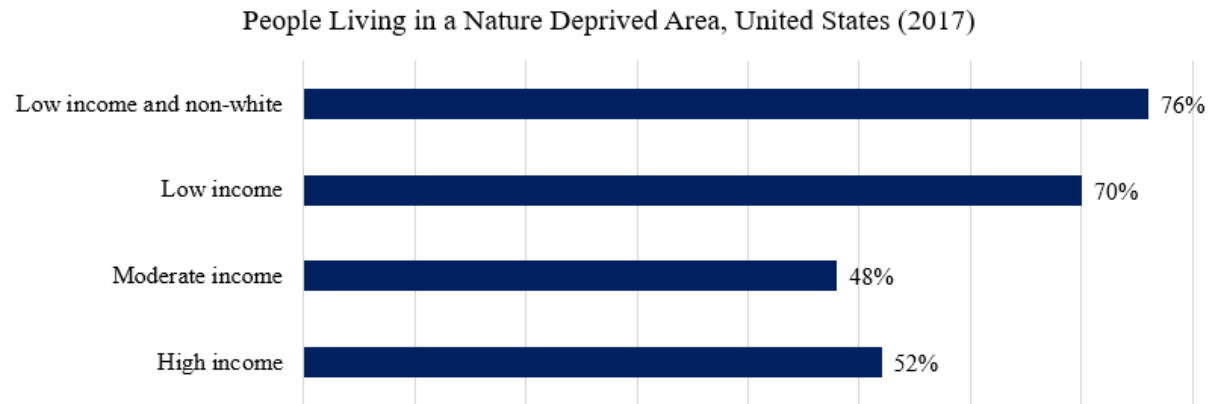 People Living in a Nature Deprived Area, United States (2017)
Low income and non-white 76%
Low income 70%
Moderate income 48%
High income 52%